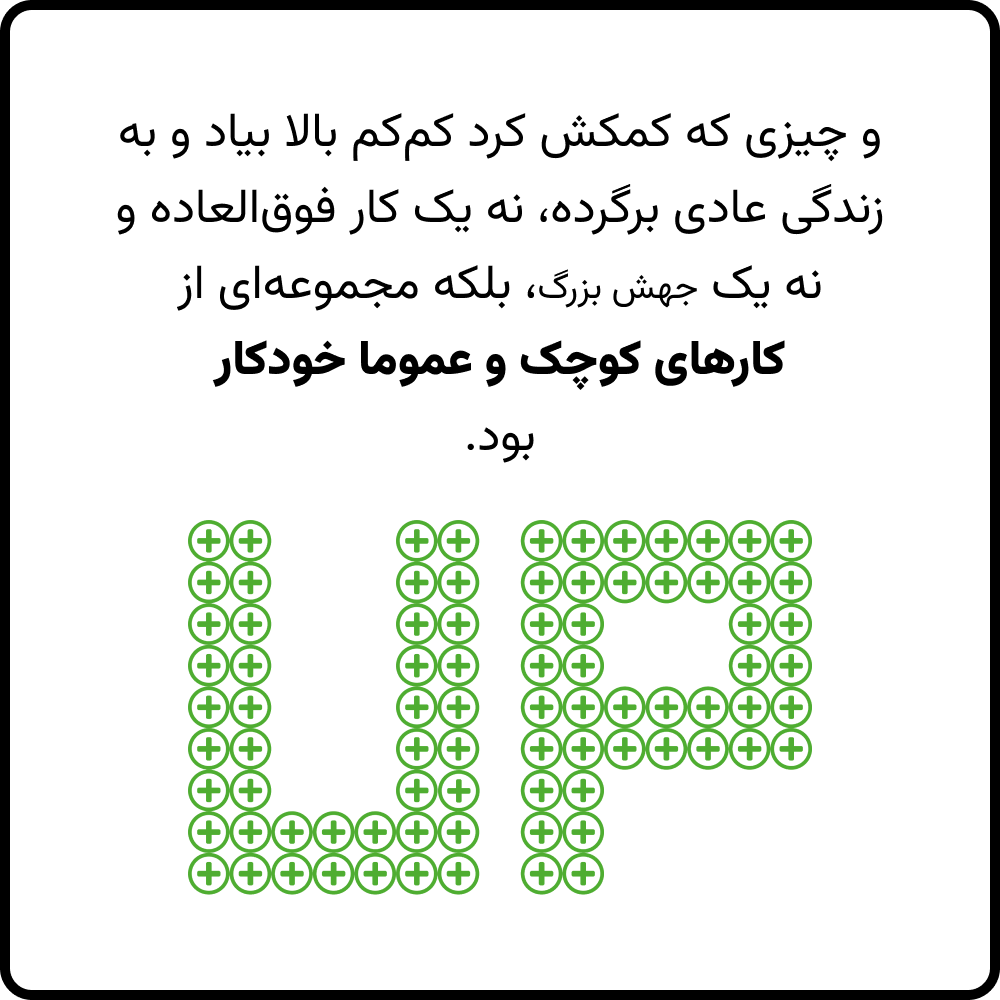 و چیزی که کمکش کرد کم‌کم بالا بیاد و به
زندگی عادی برگرده، نه یک کار فوق‌العاده و
نه یک جهش بزرگ، بلکه مجموعه‌ای از
کارهای کوچک و عموما خودکار
بود.
UP